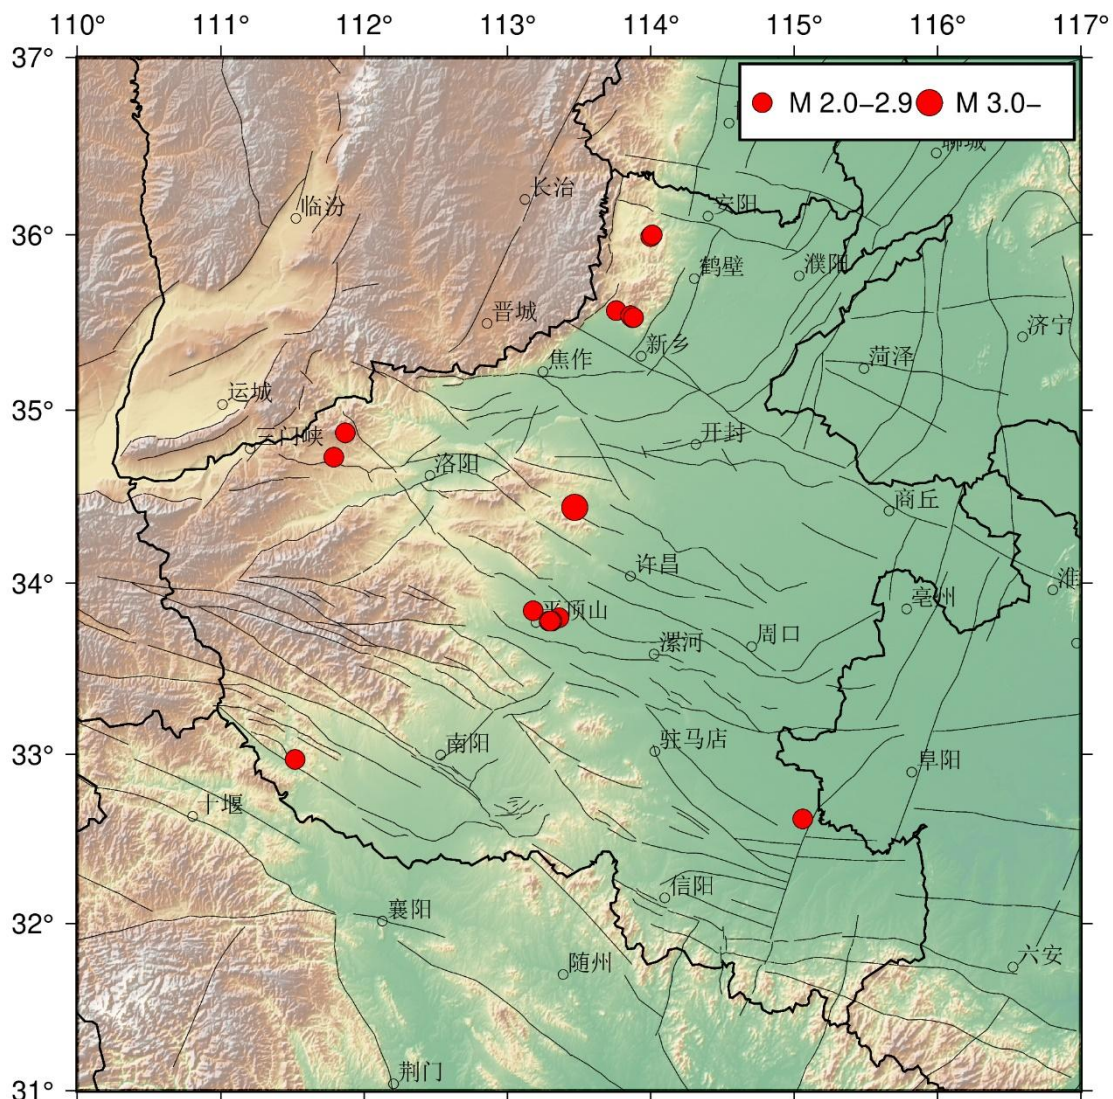 110° 111° 112° 113° 114° 115° 116° 117°
37°
M 2.0–2.9 M 3.0–
聊城
长治
临汾
安阳
36°
鹤壁
濮阳
晋城
济宁
新乡
焦作
菏泽
运城
35°
三门峡
开封
洛阳
商丘
34°
许昌
淮
亳州
平顶山
周口
漯河
33°
南阳
驻马店
阜阳
十堰
信阳
32°
襄阳
随州
六安
荆门
31°